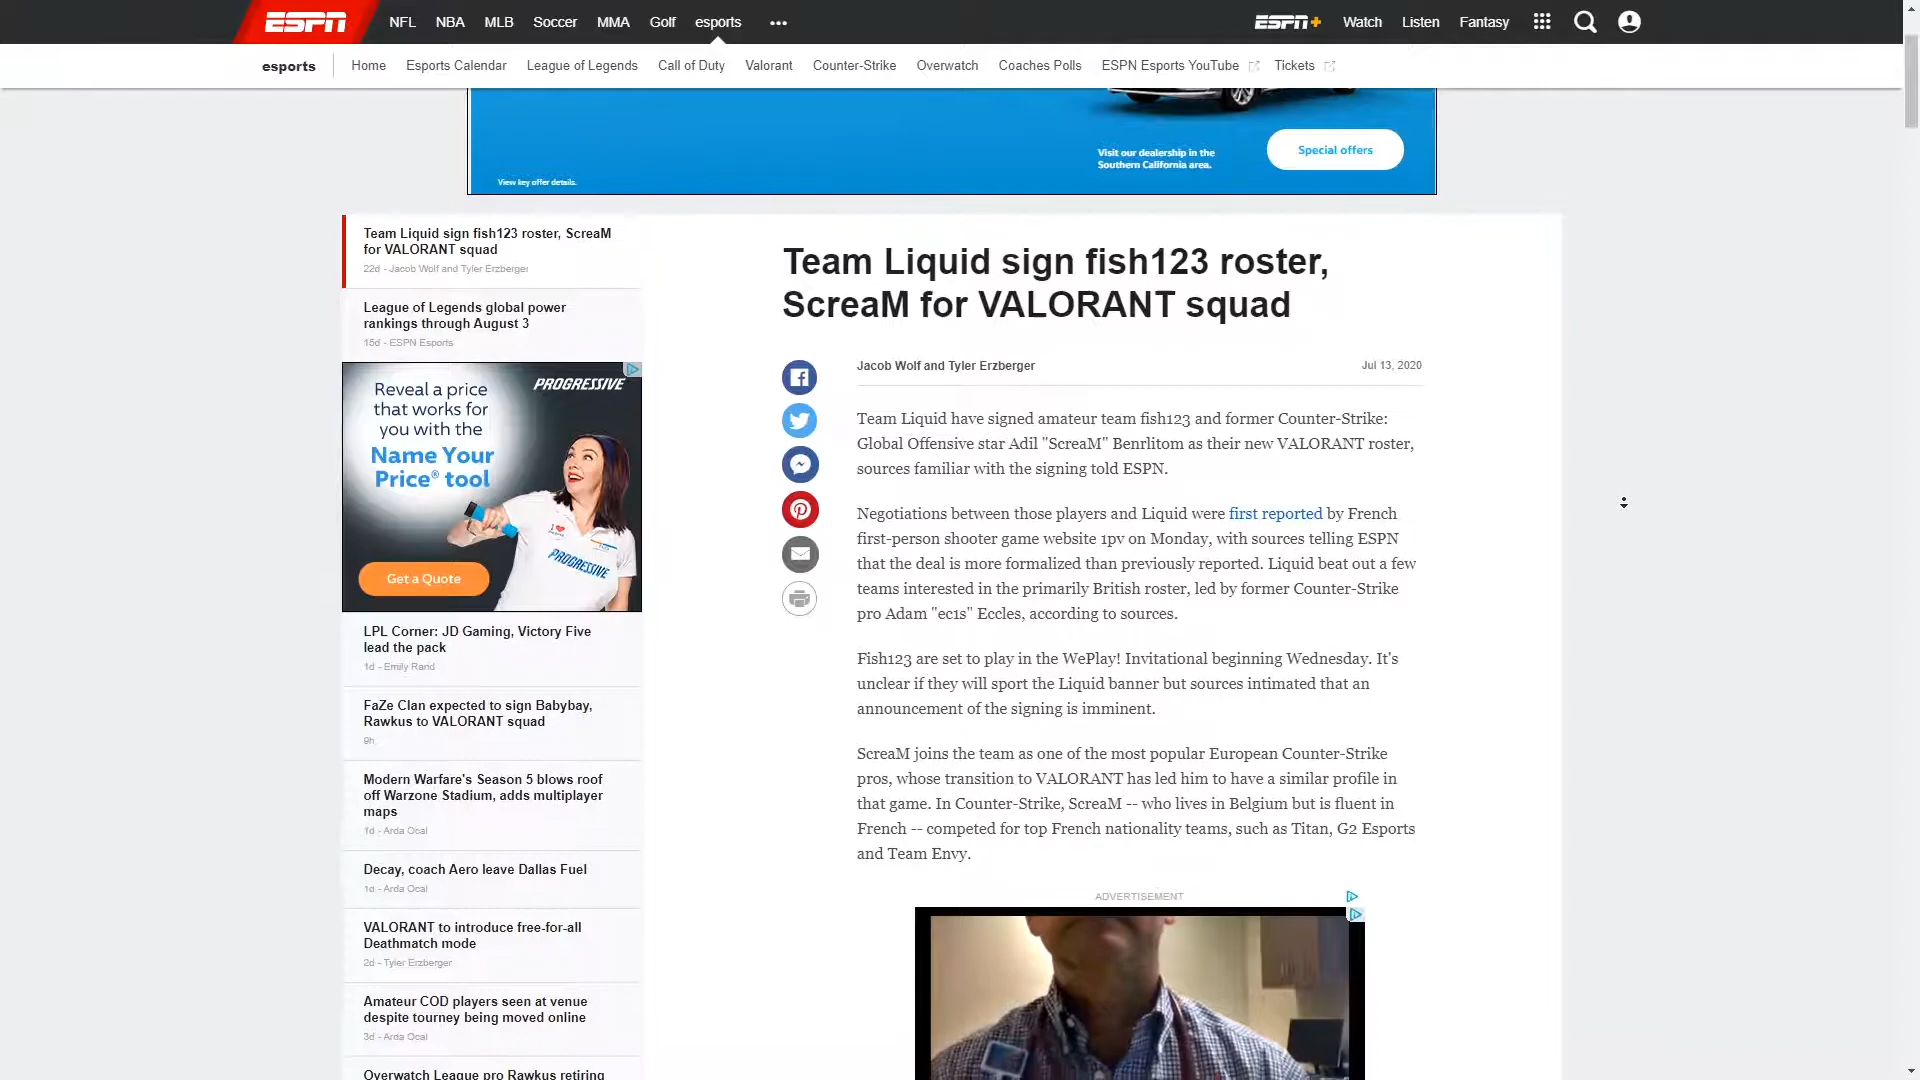 ESPN NFL NBA MLB Soccer MMA Golf esports ••• ESPN+ Watch Listen Fantasy
esports Home Esports Calendar League of Legends Call of Duty Valorant Counter-Strike Overwatch Coaches Polls ESPN Esports YouTube Tickets
Visit our dealership in the
Southern California area.
Special offers
View key offer details.
Team Liquid sign fish123 roster, ScreaM
for VALORANT squad
22d - Jacob Wolf and Tyler Erzberger
League of Legends global power
rankings through August 3
15d - ESPN Esports
Reveal a price
that works for
you with the
Name Your
Price® tool
PROGRESSIVE
PROGRESSIVE
Get a Quote
LPL Corner: JD Gaming, Victory Five
lead the pack
1d - Emily Rand
FaZe Clan expected to sign Babybay,
Rawkus to VALORANT squad
9h
Modern Warfare's Season 5 blows roof
off Warzone Stadium, adds multiplayer
maps
1d - Arda Ocal
Decay, coach Aero leave Dallas Fuel
1d - Arda Ocal
VALORANT to introduce free-for-all
Deathmatch mode
2d - Tyler Erzberger
Amateur COD players seen at venue
despite tourney being moved online
3d - Arda Ocal
Overwatch League pro Rawkus retiring
Team Liquid sign fish123 roster,
ScreaM for VALORANT squad
Jacob Wolf and Tyler Erzberger
Jul 13, 2020
Team Liquid have signed amateur team fish123 and former Counter-Strike:
Global Offensive star Adil "ScreaM" Benrlitom as their new VALORANT roster,
sources familiar with the signing told ESPN.
Negotiations between those players and Liquid were first reported by French
first-person shooter game website 1pv on Monday, with sources telling ESPN
that the deal is more formalized than previously reported. Liquid beat out a few
teams interested in the primarily British roster, led by former Counter-Strike
pro Adam "ec1s" Eccles, according to sources.
Fish123 are set to play in the WePlay! Invitational beginning Wednesday. It's
unclear if they will sport the Liquid banner but sources intimated that an
announcement of the signing is imminent.
ScreaM joins the team as one of the most popular European Counter-Strike
pros, whose transition to VALORANT has led him to have a similar profile in
that game. In Counter-Strike, ScreaM -- who lives in Belgium but is fluent in
French -- competed for top French nationality teams, such as Titan, G2 Esports
and Team Envy.
ADVERTISEMENT